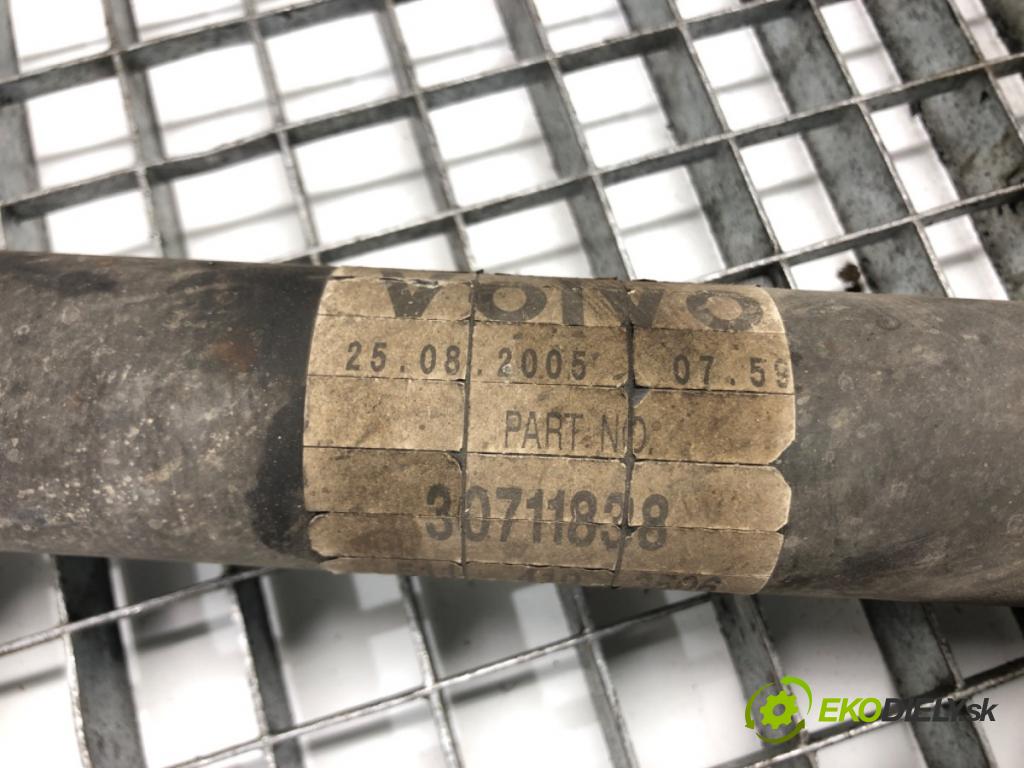 VOLVO
25.08.2005 07.59
PART NO.
30711838
EKODIELY.sk